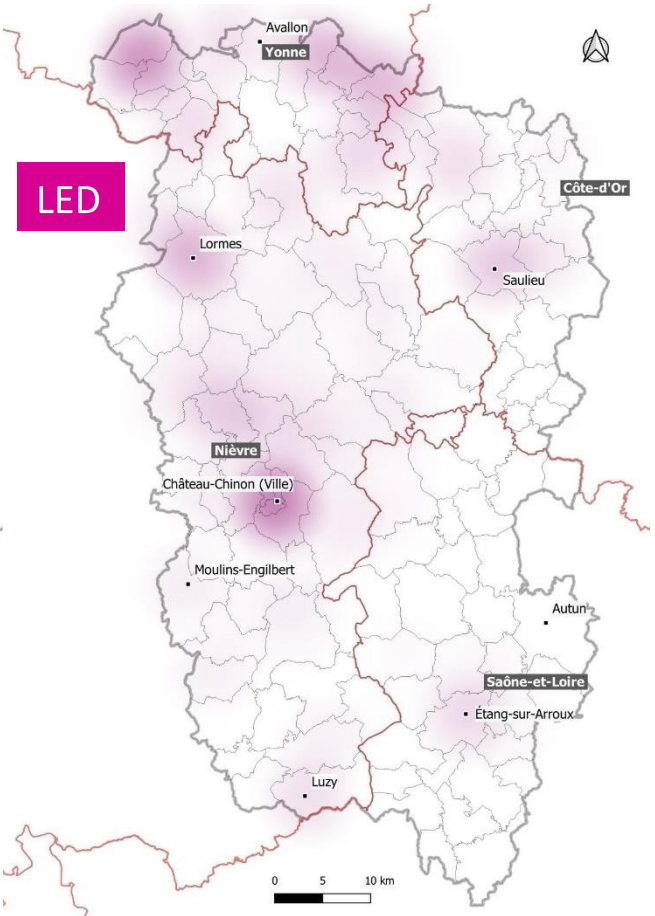 Avallon
Yonne
LED
Côte-d'Or
Lormes
Saulieu
Nièvre
Château-Chinon (Ville)
Moulins-Engilbert
Autun
Saône-et-Loire
Étang-sur-Arroux
Luzy
0 5 10 km